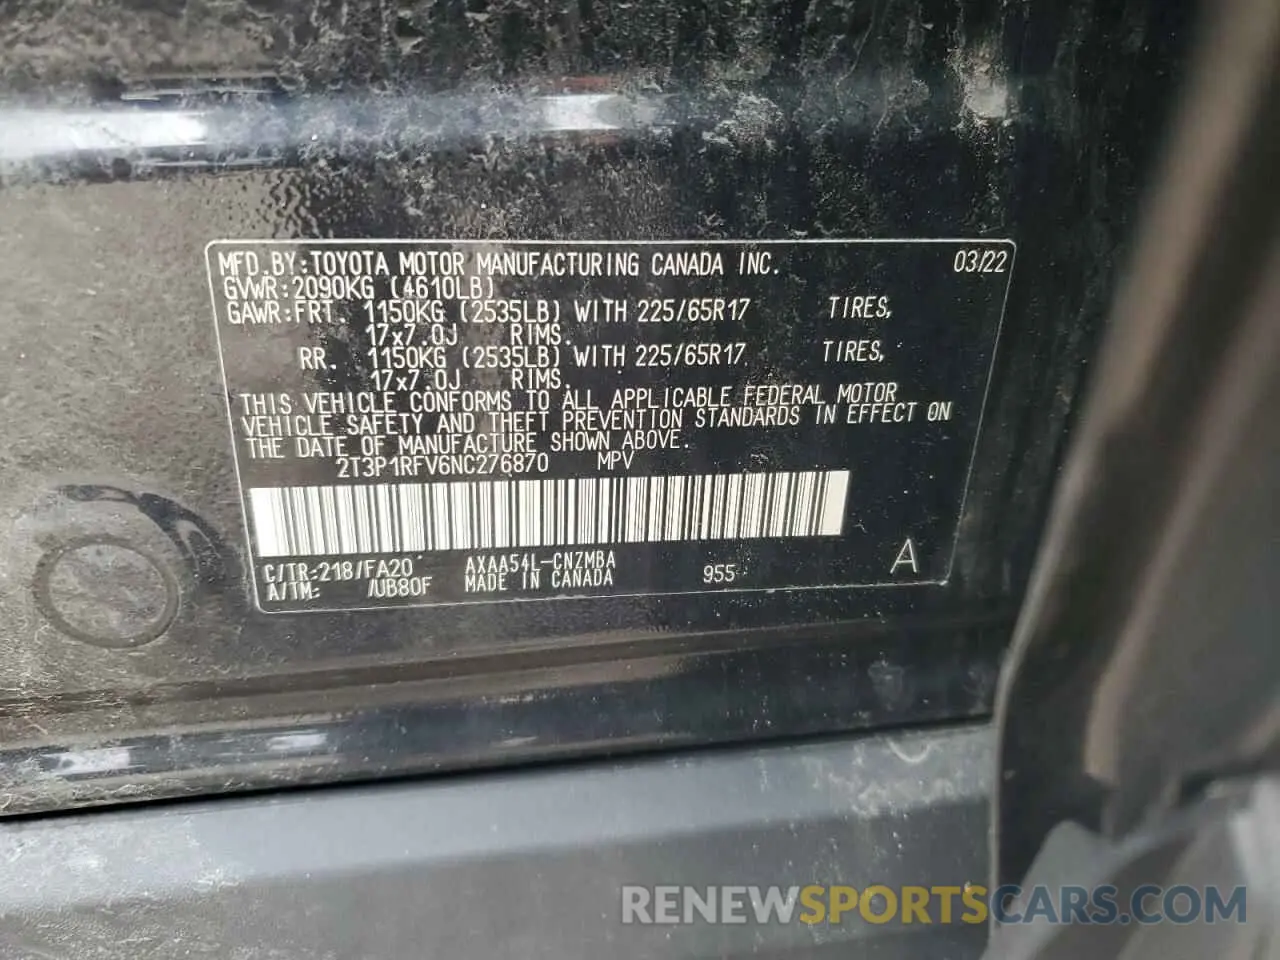 MFD.BY:TOYOTA MOTOR MANUFACTURING CANADA INC. 03/22
GVWR:2090KG (4610LB)
GAWR:FRT. 1150KG (2535LB) WITH 225/65R17 TIRES,
17x7.0J RIMS.
RR. 1150KG (2535LB) WITH 225/65R17 TIRES,
17x7.0J RIMS.
THIS VEHICLE CONFORMS TO ALL APPLICABLE FEDERAL MOTOR
VEHICLE SAFETY AND THEFT PREVENTION STANDARDS IN EFFECT ON
THE DATE OF MANUFACTURE SHOWN ABOVE.
2T3P1RFV6NC276870 MPV
C/TR:218/FA20 AXAA54L-CNZMBA
A/TM: /UB80F MADE IN CANADA 955 A
RENEWSPORTSCARS.COM